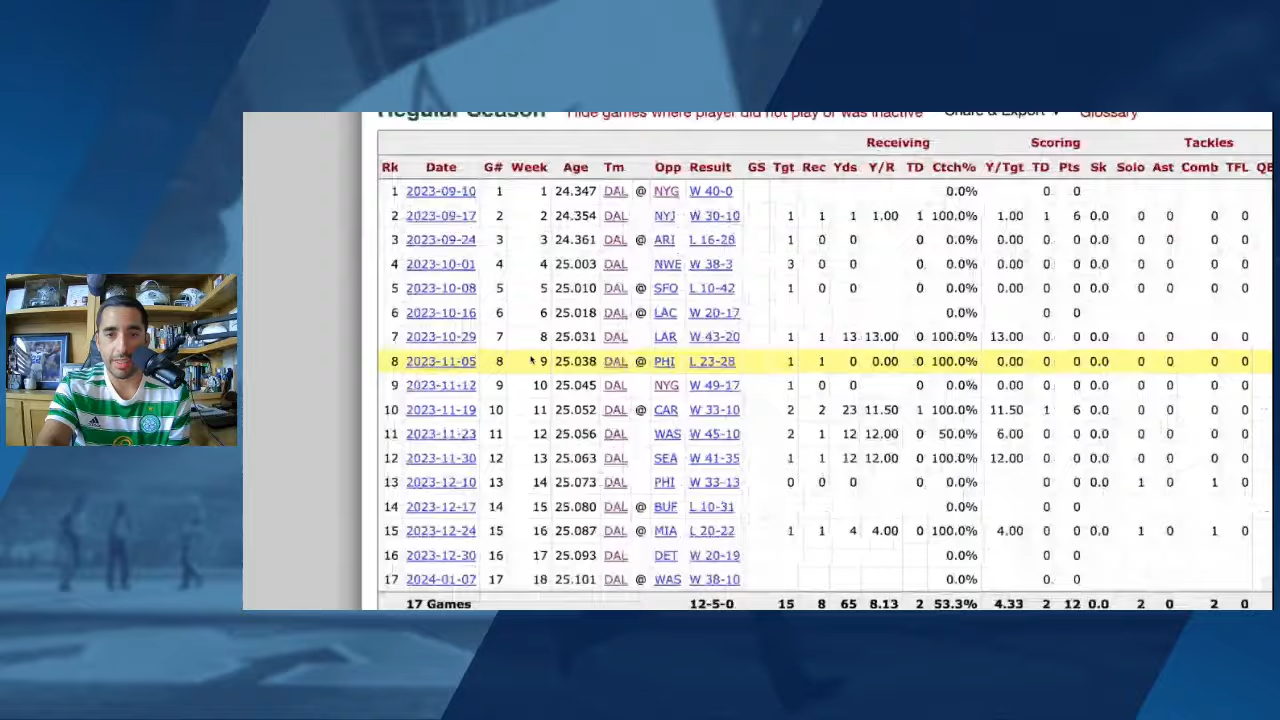 Regular Season Hide games where player did not play or was inactive Share & Export ▼ Glossary
Receiving Scoring Tackles
Rk Date G# Week Age Tm Opp Result GS Tgt Rec Yds Y/R TD Ctch% Y/Tgt TD Pts Sk Solo Ast Comb TFL QB
1 2023-09-10 1 1 24.347 DAL @ NYG W 40-0 0.0% 0 0
2 2023-09-17 2 2 24.354 DAL NYJ W 30-10 1 1 1 1.00 1 100.0% 1.00 1 6 0.0 0 0 0 0
3 2023-09-24 3 3 24.361 DAL @ ARI L 16-28 1 0 0 0 0.0% 0.00 0 0 0.0 0 0 0 0
4 2023-10-01 4 4 25.003 DAL NWE W 38-3 3 0 0 0 0.0% 0.00 0 0 0.0 0 0 0 0
5 2023-10-08 5 5 25.010 DAL @ SFO L 10-42 1 0 0 0 0.0% 0.00 0 0 0.0 0 0 0 0
6 2023-10-16 6 6 25.018 DAL @ LAC W 20-17 0.0% 0 0
7 2023-10-29 7 8 25.031 DAL LAR W 43-20 1 1 13 13.00 0 100.0% 13.00 0 0 0.0 0 0 0 0
8 2023-11-05 8 9 25.038 DAL @ PHI L 23-28 1 1 0 0.00 0 100.0% 0.00 0 0 0.0 0 0 0 0
9 2023-11-12 9 10 25.045 DAL NYG W 49-17 1 0 0 0 0.0% 0.00 0 0 0.0 0 0 0 0
10 2023-11-19 10 11 25.052 DAL @ CAR W 33-10 2 2 23 11.50 1 100.0% 11.50 1 6 0.0 0 0 0 0
11 2023-11-23 11 12 25.056 DAL WAS W 45-10 2 1 12 12.00 0 50.0% 6.00 0 0 0.0 0 0 0 0
12 2023-11-30 12 13 25.063 DAL SEA W 41-35 1 1 12 12.00 0 100.0% 12.00 0 0 0.0 0 0 0 0
13 2023-12-10 13 14 25.073 DAL PHI W 33-13 0 0 0 0 0.0% 0 0 0.0 1 0 1 0
14 2023-12-17 14 15 25.080 DAL @ BUF L 10-31 0.0% 0 0
15 2023-12-24 15 16 25.087 DAL @ MIA L 20-22 1 1 4 4.00 0 100.0% 4.00 0 0 0.0 1 0 1 0
16 2023-12-30 16 17 25.093 DAL DET W 20-19 0.0% 0 0
17 2024-01-07 17 18 25.101 DAL @ WAS W 38-10 0.0% 0 0
17 Games 12-5-0 15 8 65 8.13 2 53.3% 4.33 2 12 0.0 2 0 2 0